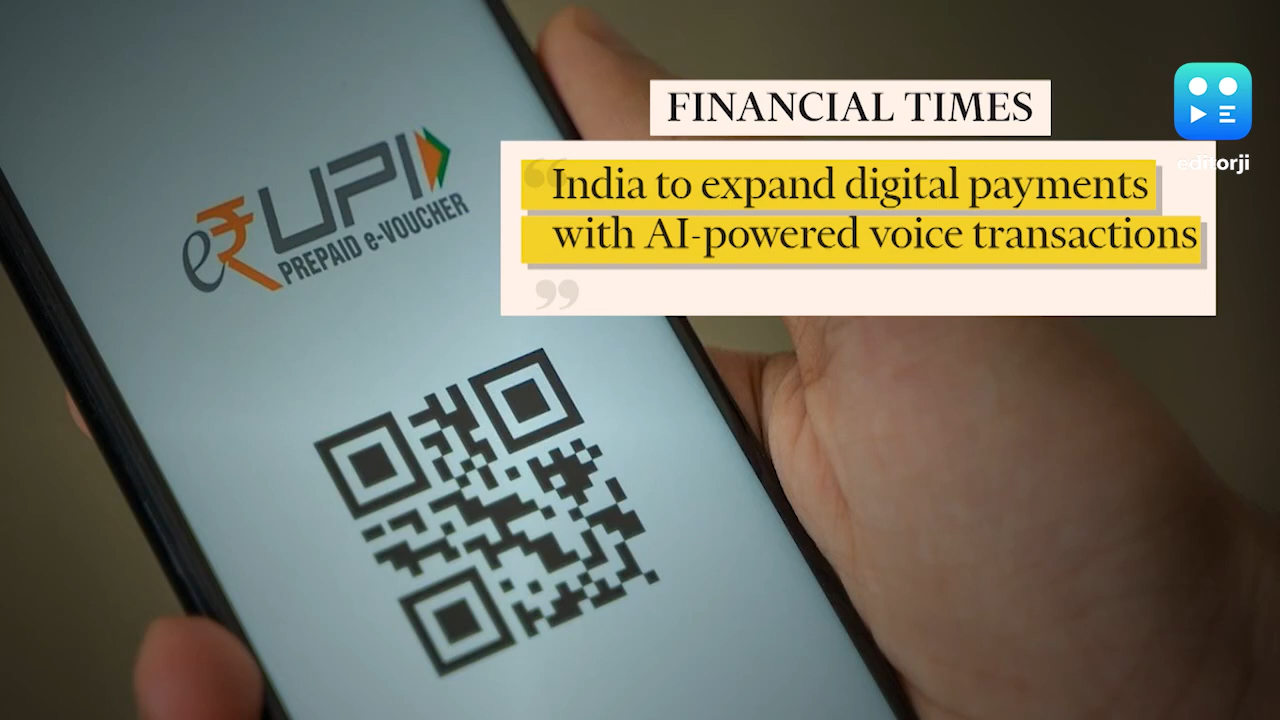 FINANCIAL TIMES
editorji
“India to expand digital payments
with AI-powered voice transactions
”
e₹UPI
PREPAID e-VOUCHER